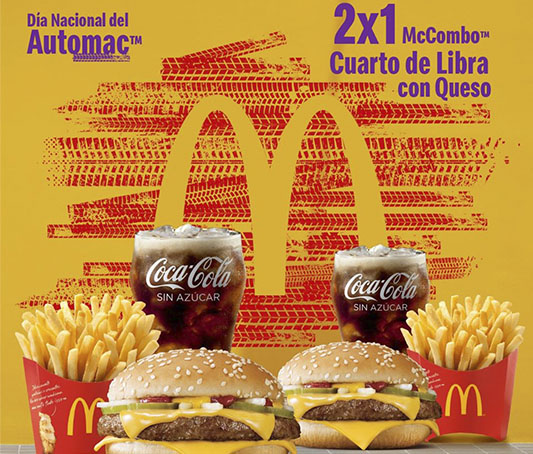 Día Nacional del
Automac™
2x1 McCombo™
Cuarto de Libra
con Queso
Coca-Cola
SIN AZÚCAR
Coca-Cola
SIN AZÚCAR